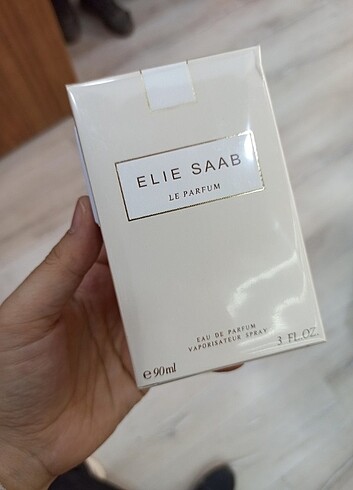 ELIE SAAB
LE PARFUM
EAU DE PARFUM
VAPORISATEUR SPRAY
℮ 90ml 3 FL.OZ.